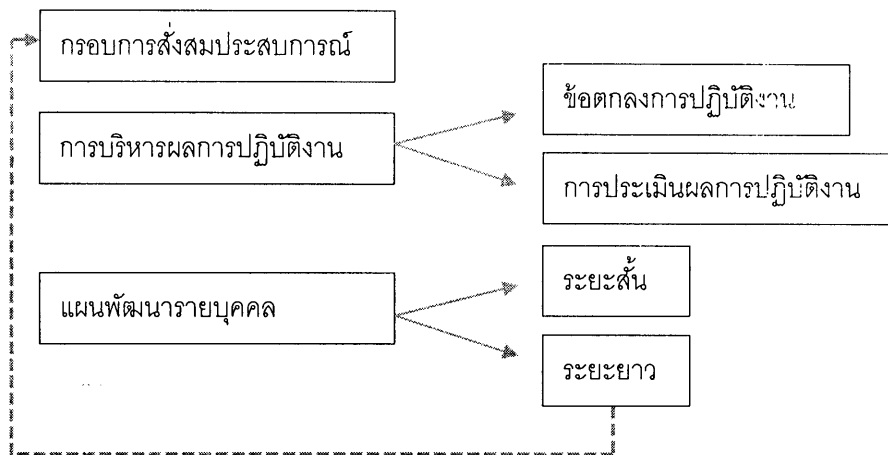 กรอบการสั่งสมประสบการณ์
ข้อตกลงการปฏิบัติงาน
การบริหารผลการปฏิบัติงาน
การประเมินผลการปฏิบัติงาน
ระยะสั้น
แผนพัฒนารายบุคคล
ระยะยาว